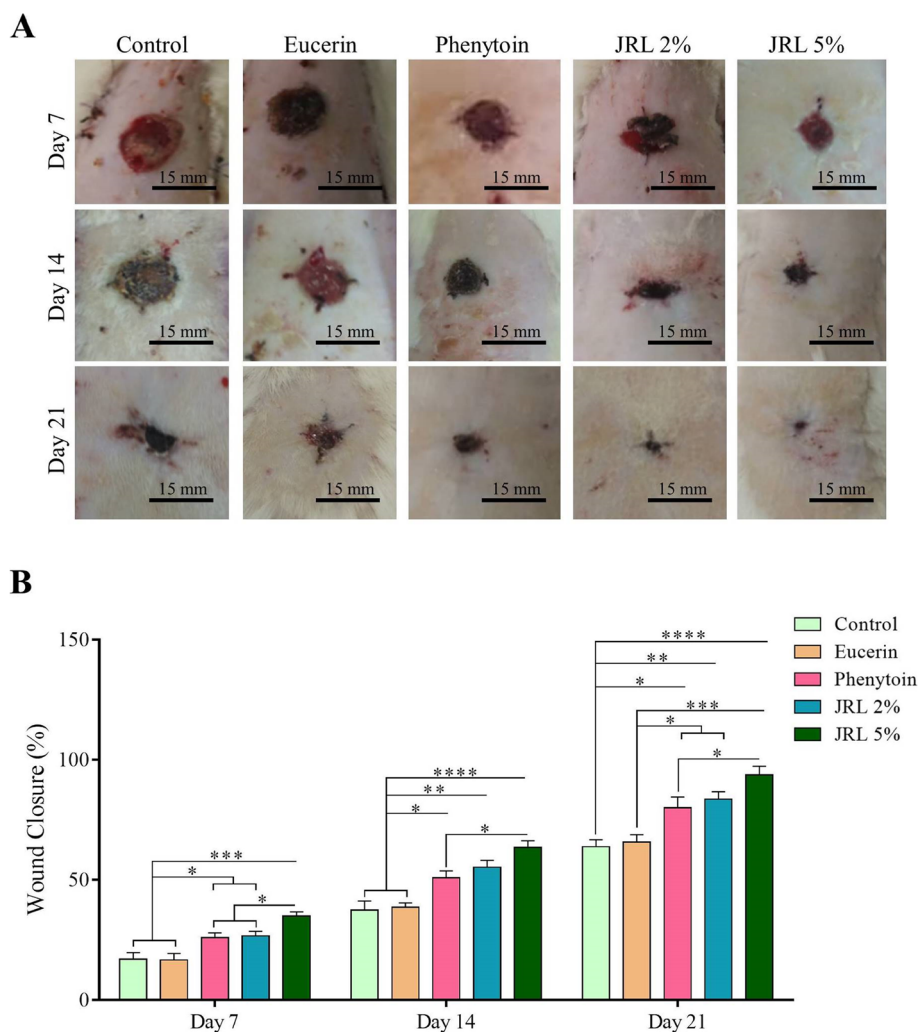 A
Control Eucerin Phenytoin JRL 2% JRL 5%
Day 7
15 mm 15 mm 15 mm 15 mm 15 mm
Day 14
15 mm 15 mm 15 mm 15 mm 15 mm
Day 21
15 mm 15 mm 15 mm 15 mm 15 mm
B
Wound Closure (%)
150
100
50
0
*** * *
**** ** * *
**** ** * *** * *
Control
Eucerin
Phenytoin
JRL 2%
JRL 5%
Day 7 Day 14 Day 21